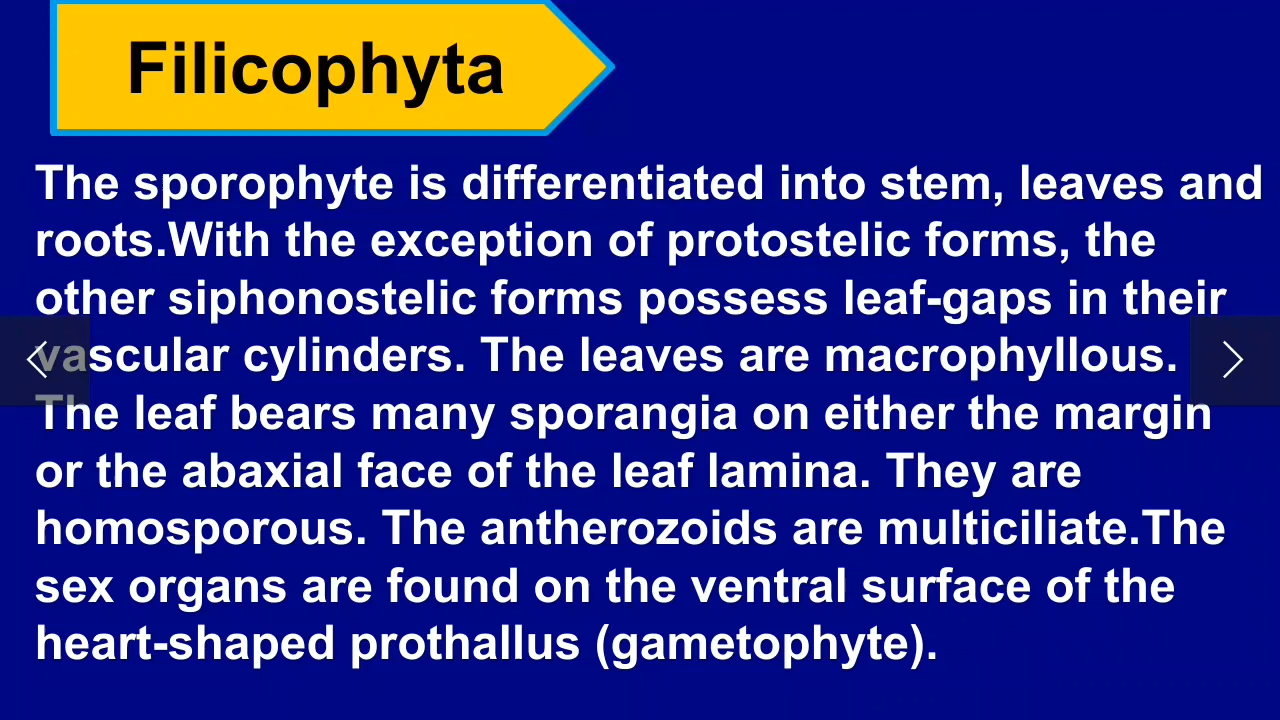 Filicophyta
The sporophyte is differentiated into stem, leaves and
roots.With the exception of protostelic forms, the
other siphonostelic forms possess leaf-gaps in their
vascular cylinders. The leaves are macrophyllous.
The leaf bears many sporangia on either the margin
or the abaxial face of the leaf lamina. They are
homosporous. The antherozoids are multiciliate.The
sex organs are found on the ventral surface of the
heart-shaped prothallus (gametophyte).